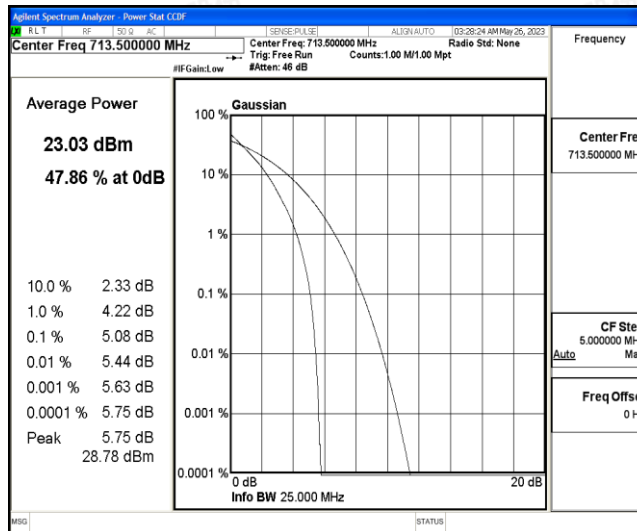 Agilent Spectrum Analyzer - Power Stat CCDF
LXI RLT RF 50 Ω AC SENSE:PULSE ALIGN AUTO 03:28:24 AM May 26, 2023
Center Freq 713.500000 MHz
Center Freq: 713.500000 MHz Radio Std: None
Trig: Free Run Counts:1.00 M/1.00 Mpt
#IFGain:Low #Atten: 46 dB
Frequency
Average Power
23.03 dBm
47.86 % at 0dB
10.0 % 2.33 dB
1.0 % 4.22 dB
0.1 % 5.08 dB
0.01 % 5.44 dB
0.001 % 5.63 dB
0.0001 % 5.75 dB
Peak 5.75 dB
28.78 dBm
Gaussian
100 %
10 %
1 %
0.1 %
0.01 %
0.001 %
0.0001 %
0 dB 20 dB
Info BW 25.000 MHz
Center Fre
713.500000 MH
CF Ste
5.000000 MH
Auto Ma
Freq Offse
0 H
MSG STATUS